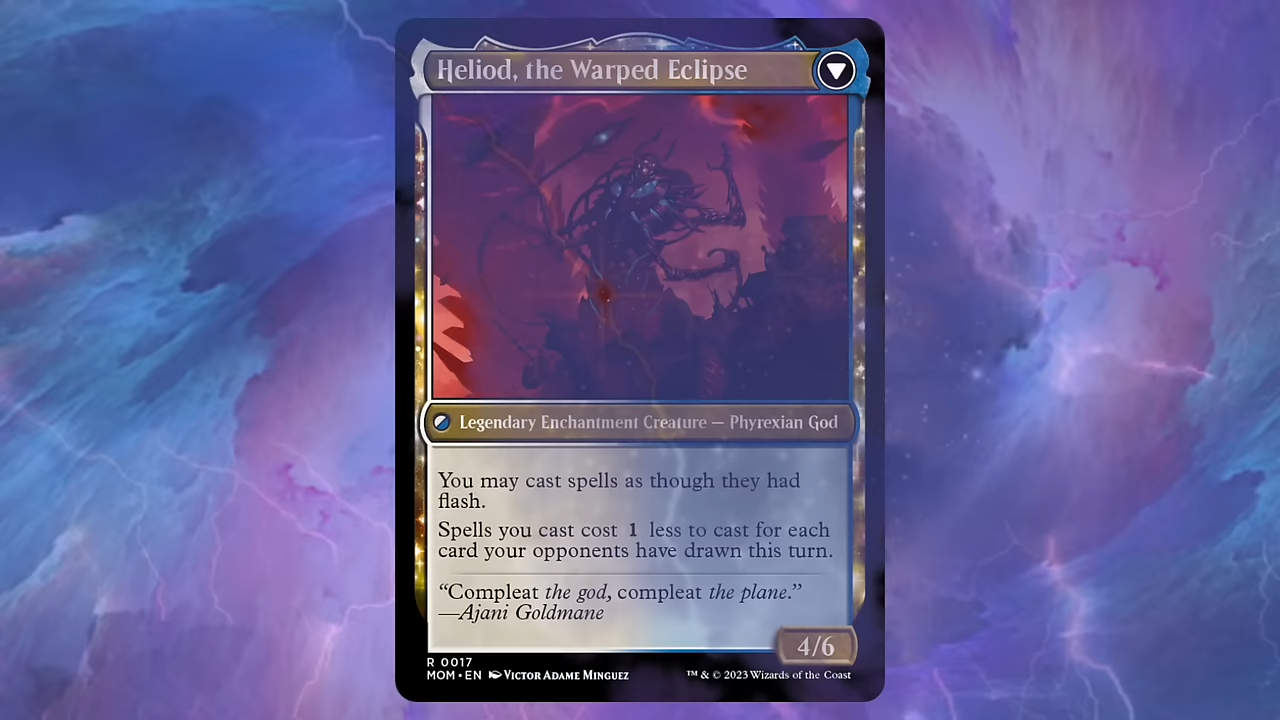 Heliod, the Warped Eclipse
Legendary Enchantment Creature — Phyrexian God
You may cast spells as though they had
flash.
Spells you cast cost 1 less to cast for each
card your opponents have drawn this turn.
“Compleat the god, compleat the plane.”
—Ajani Goldmane
4/6
R 0017
MOM • EN Victor Adame Minguez
™ & © 2023 Wizards of the Coast